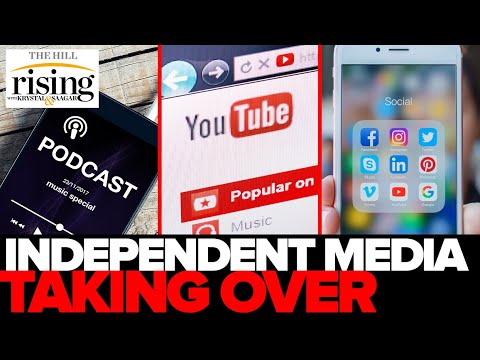 THE HILL
rising
WITH KRYSTAL & SAAGAR
PODCAST
23/11/2017
music special
YouTube
Popular on
Music
Social
INDEPENDENT MEDIA
TAKING OVER